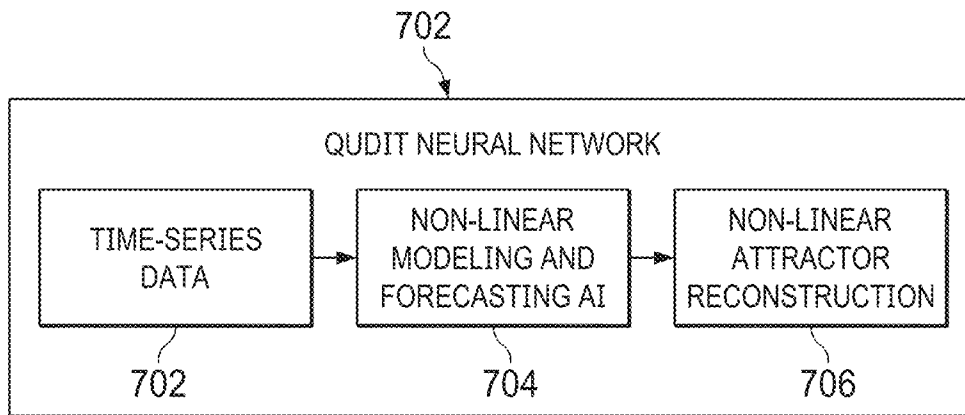 702
QUDIT NEURAL NETWORK
TIME-SERIES
DATA
NON-LINEAR
MODELING AND
FORECASTING AI
NON-LINEAR
ATTRACTOR
RECONSTRUCTION
702
704
706